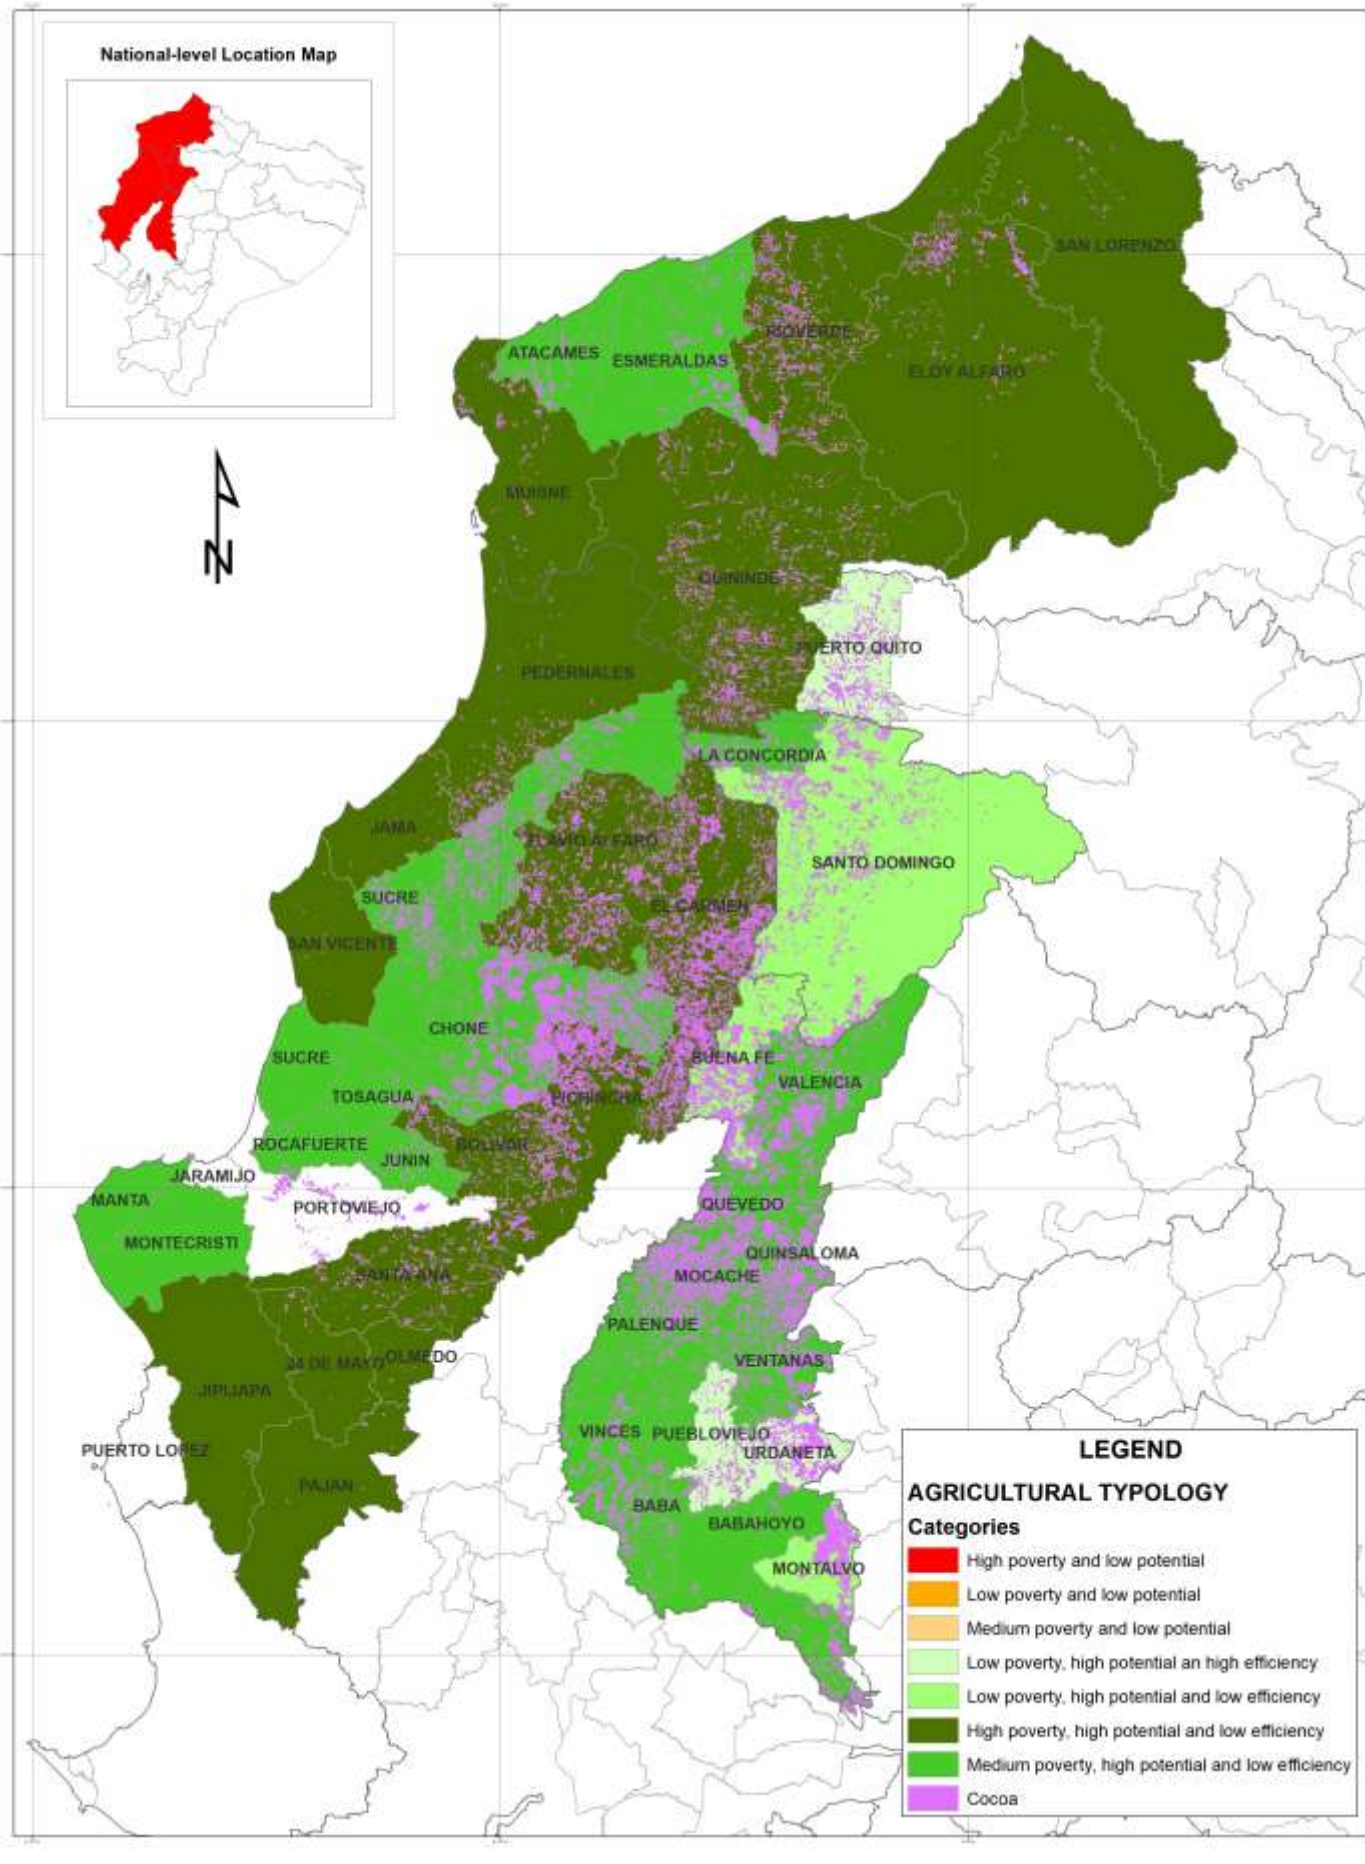 National-level Location Map
N
SAN LORENZO
RIOVERDE
ATACAMES
ESMERALDAS
ELOY ALFARO
MUISNE
QUININDE
PUERTO QUITO
PEDERNALES
LA CONCORDIA
JAMA
FLAVIO ALFARO
SANTO DOMINGO
SUCRE
EL CARMEN
SAN VICENTE
CHONE
SUCRE
BUENA FE
VALENCIA
TOSAGUA
PICHINCHA
ROCAFUERTE
BOLIVAR
JUNIN
JARAMIJO
MANTA
PORTOVIEJO
QUEVEDO
MONTECRISTI
QUINSALOMA
SANTA ANA
MOCACHE
PALENQUE
24 DE MAYO
OLMEDO
VENTANAS
JIPIJAPA
VINCES
PUEBLOVIEJO
PUERTO LOPEZ
URDANETA
PAJAN
BABA
BABAHOYO
MONTALVO
LEGEND
AGRICULTURAL TYPOLOGY
Categories
High poverty and low potential
Low poverty and low potential
Medium poverty and low potential
Low poverty, high potential an high efficiency
Low poverty, high potential and low efficiency
High poverty, high potential and low efficiency
Medium poverty, high potential and low efficiency
Cocoa